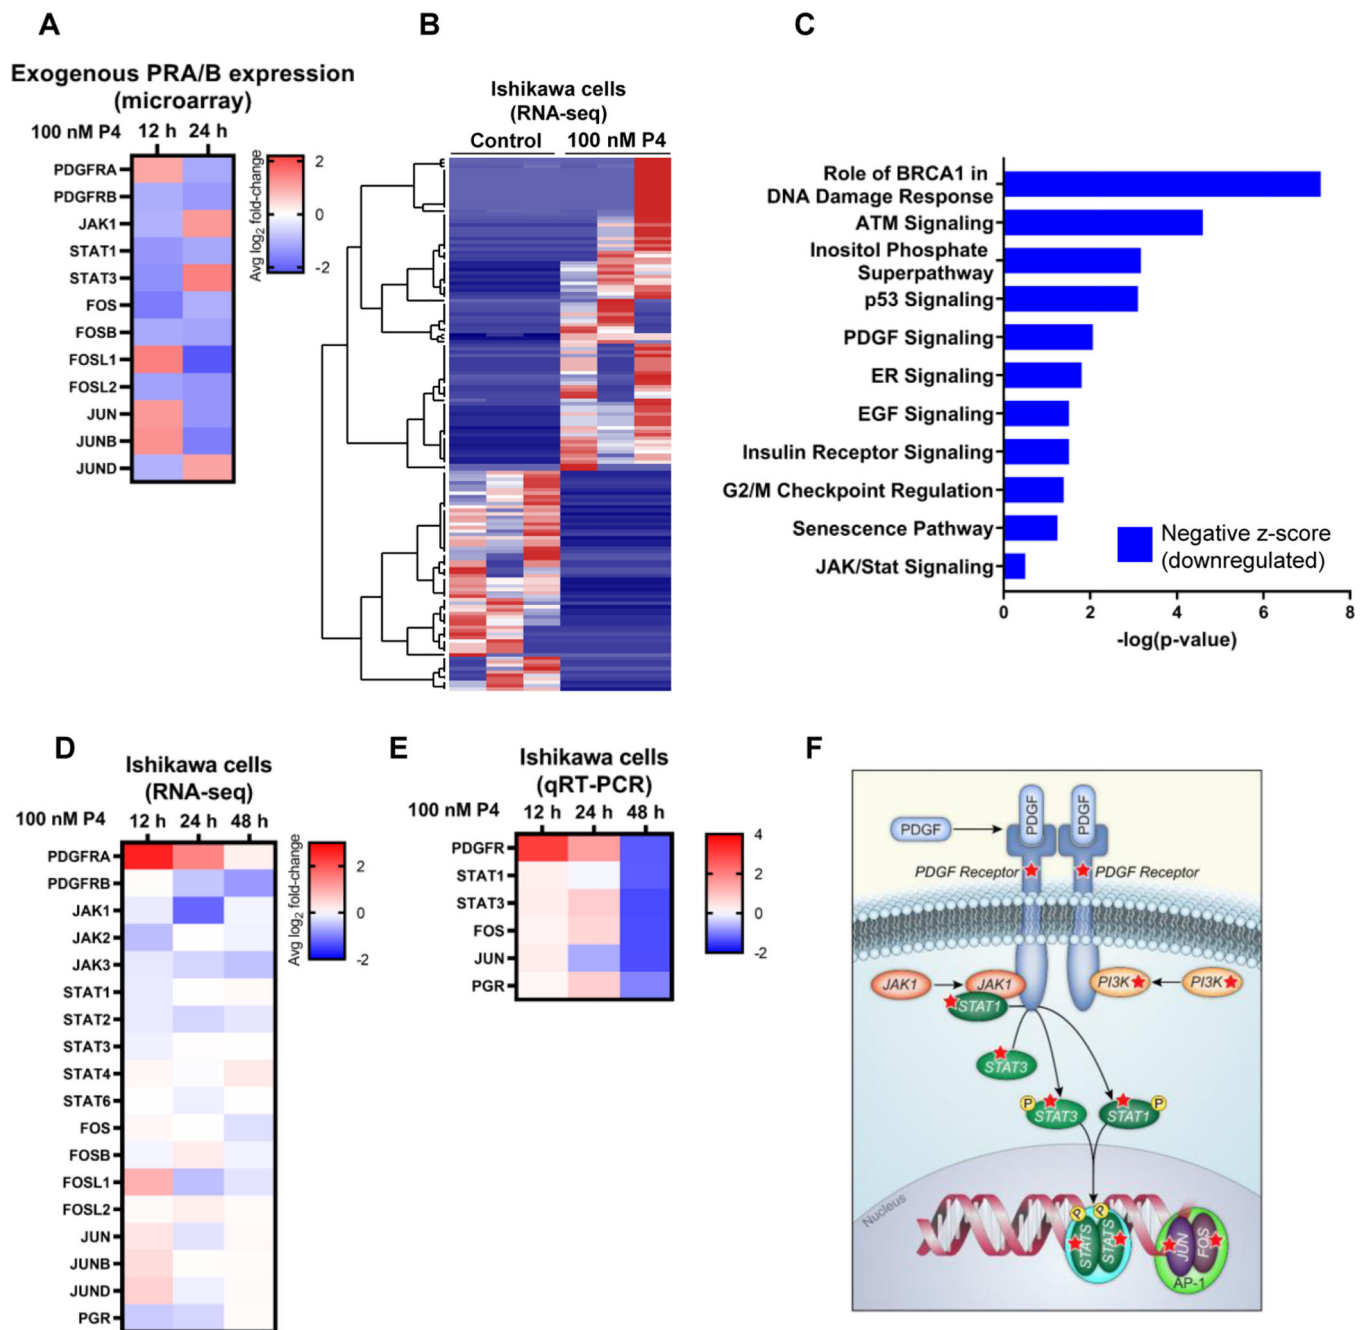 A
Exogenous PRA/B expression
(microarray)
100 nM P4 12 h 24 h
PDGFRA
PDGFRB
JAK1
STAT1
STAT3
FOS
FOSB
FOSL1
FOSL2
JUN
JUNB
JUND
2
0
-2
Avg log2 fold-change
B
Ishikawa cells
(RNA-seq)
Control 100 nM P4
C
Role of BRCA1 in
DNA Damage Response
ATM Signaling
Inositol Phosphate
Superpathway
p53 Signaling
PDGF Signaling
ER Signaling
EGF Signaling
Insulin Receptor Signaling
G2/M Checkpoint Regulation
Senescence Pathway
JAK/Stat Signaling
Negative z-score
(downregulated)
0 2 4 6 8
-log(p-value)
D
Ishikawa cells
(RNA-seq)
100 nM P4 12 h 24 h 48 h
PDGFRA
PDGFRB
JAK1
JAK2
JAK3
STAT1
STAT2
STAT3
STAT4
STAT6
FOS
FOSB
FOSL1
FOSL2
JUN
JUNB
JUND
PGR
2
0
-2
Avg log2 fold-change
E
Ishikawa cells
(qRT-PCR)
100 nM P4 12 h 24 h 48 h
PDGFR
STAT1
STAT3
FOS
JUN
PGR
4
2
0
-2
F
PDGF
PDGF
PDGF
PDGF Receptor
PDGF Receptor
JAK1
JAK1
STAT1
PI3K
PI3K
STAT3
P
STAT3
STAT1
P
Nucleus
P
P
STATS
STATS
JUN
FOS
AP-1